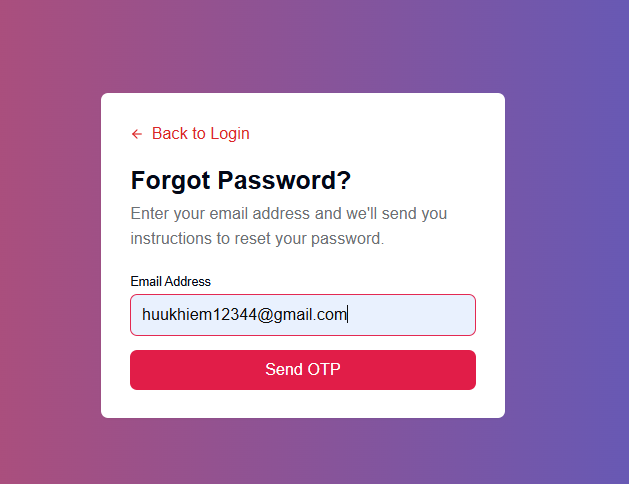 ← Back to Login
Forgot Password?
Enter your email address and we'll send you
instructions to reset your password.
Email Address
huukhiem12344@gmail.com
Send OTP